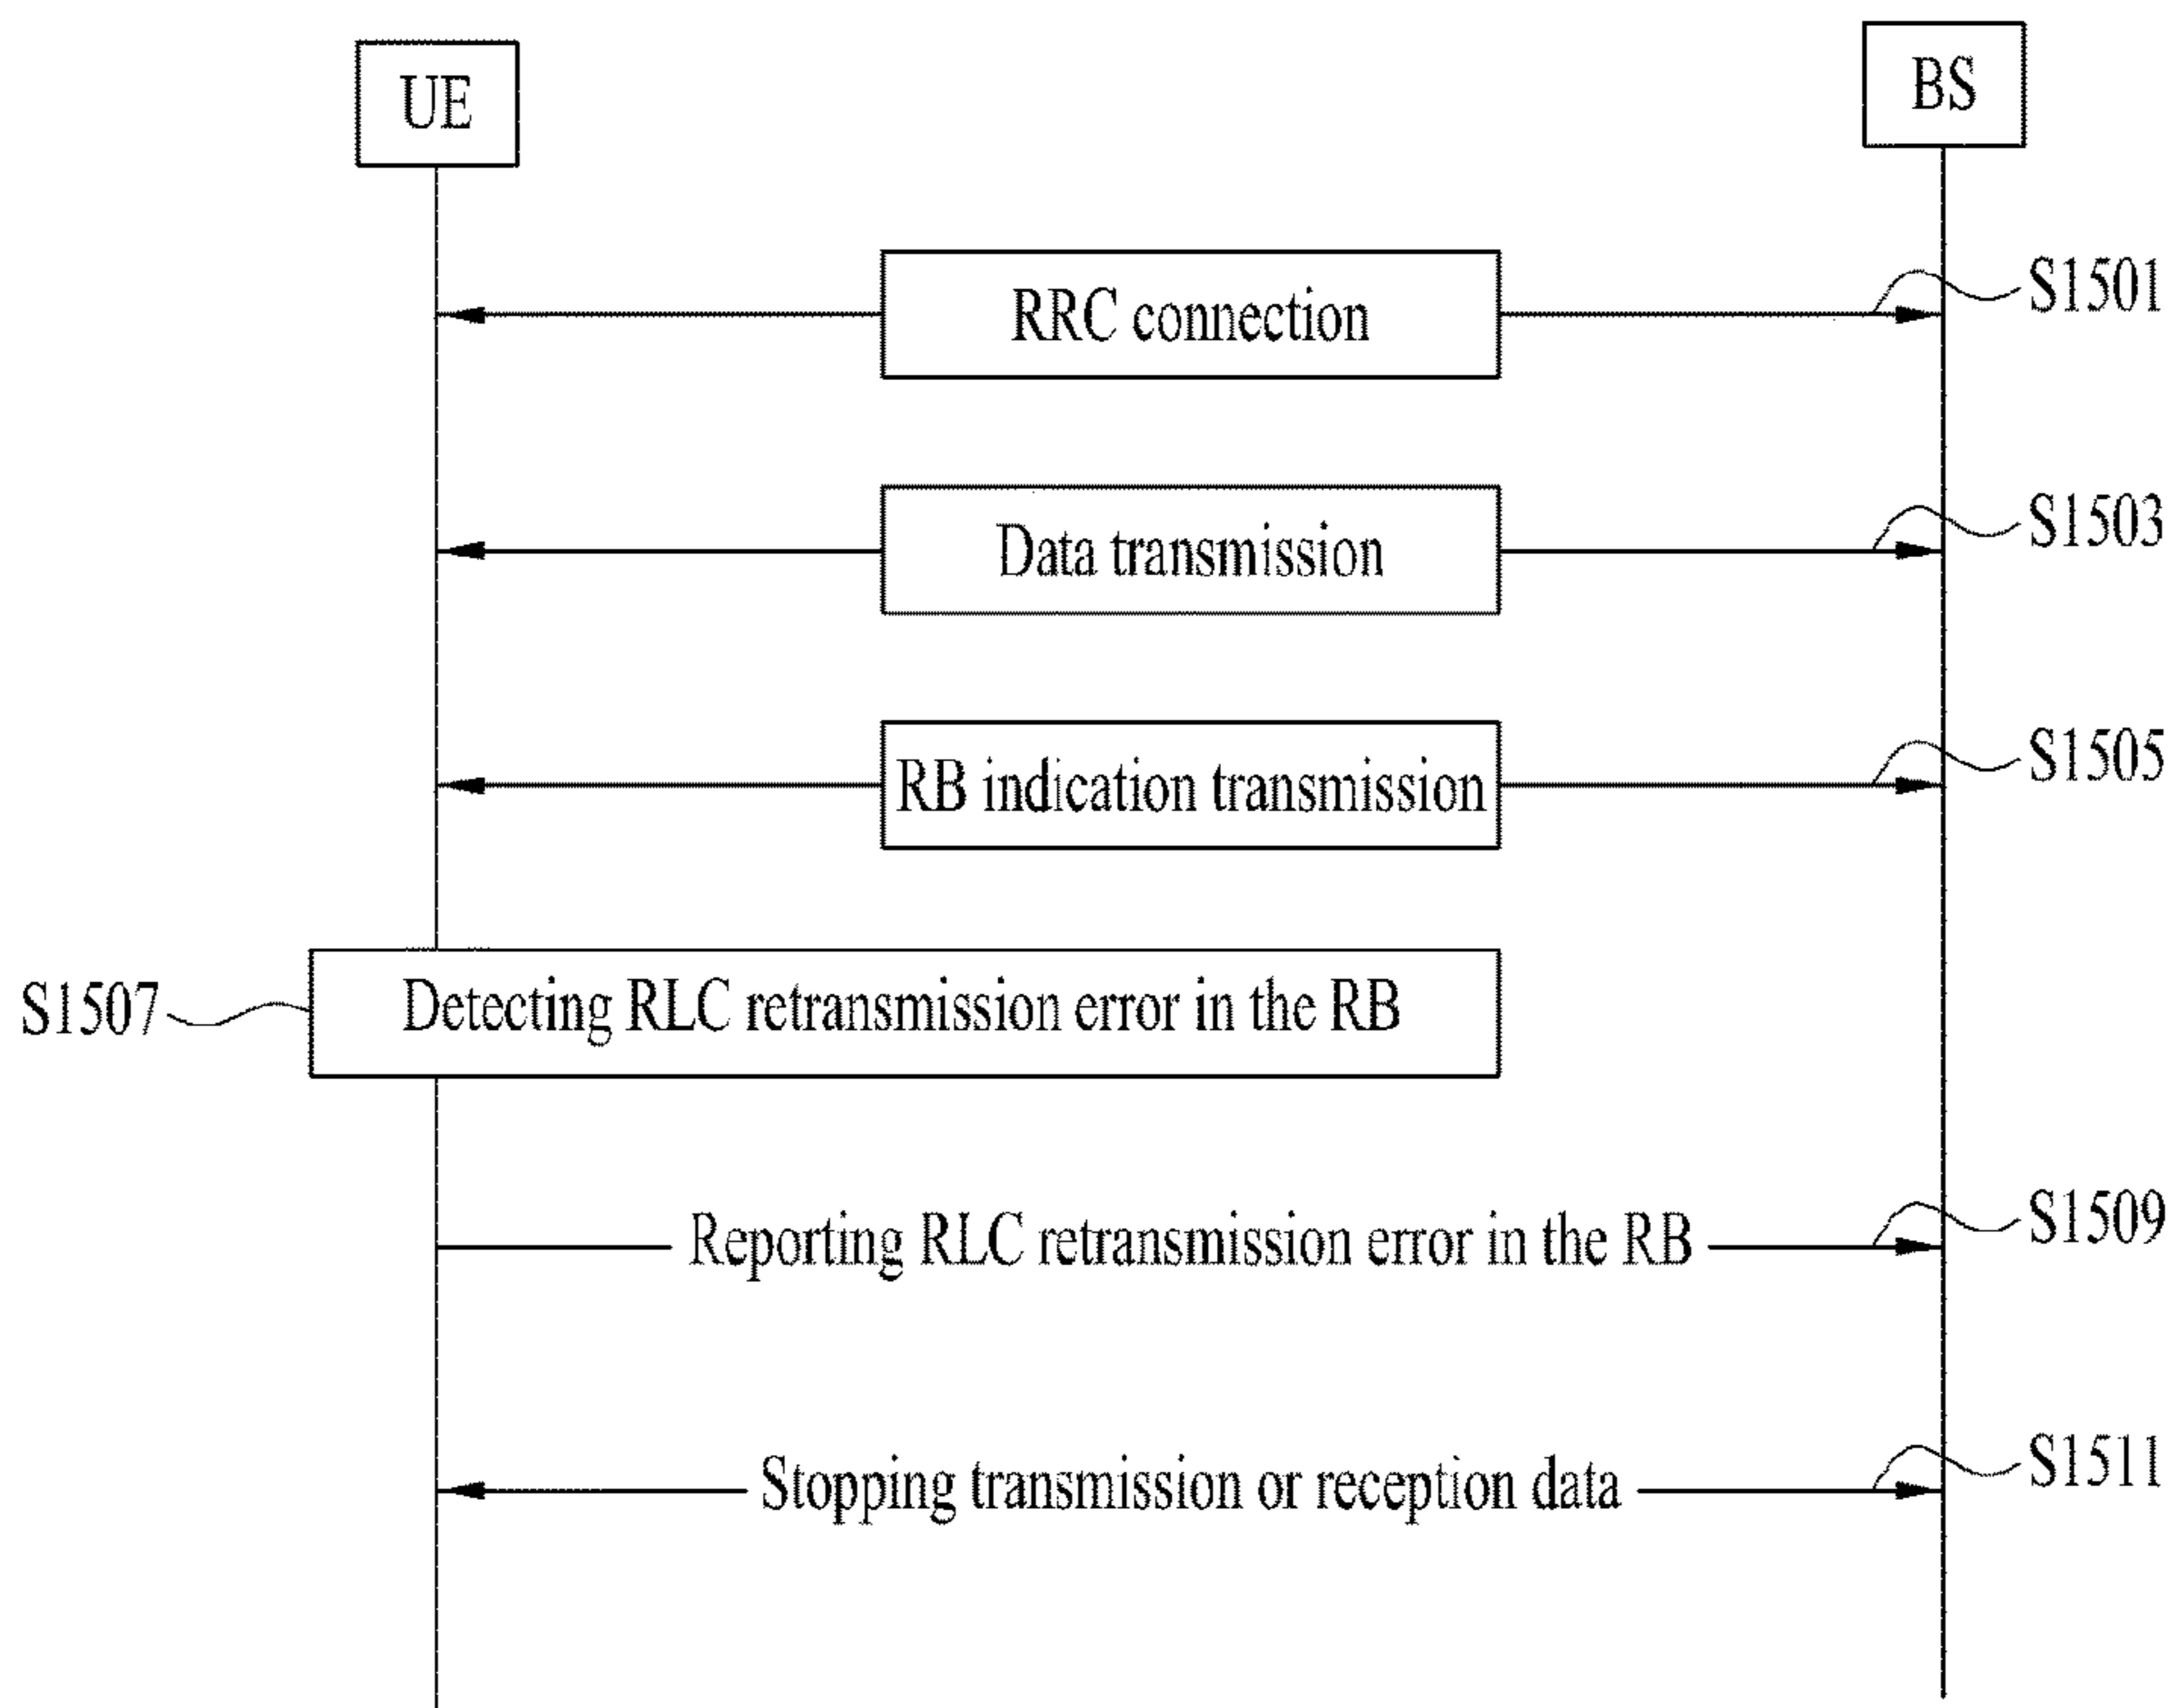 UE
BS
RRC connection
S1501
Data transmission
S1503
RB indication transmission
S1505
S1507
Detecting RLC retransmission error in the RB
Reporting RLC retransmission error in the RB
S1509
Stopping transmission or reception data
S1511